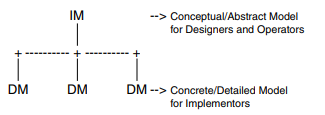 IM --> Conceptual/Abstract Model
for Designers and Operators
+ ---------- + ---------- +
DM DM DM --> Concrete/Detailed Model
for Implementors